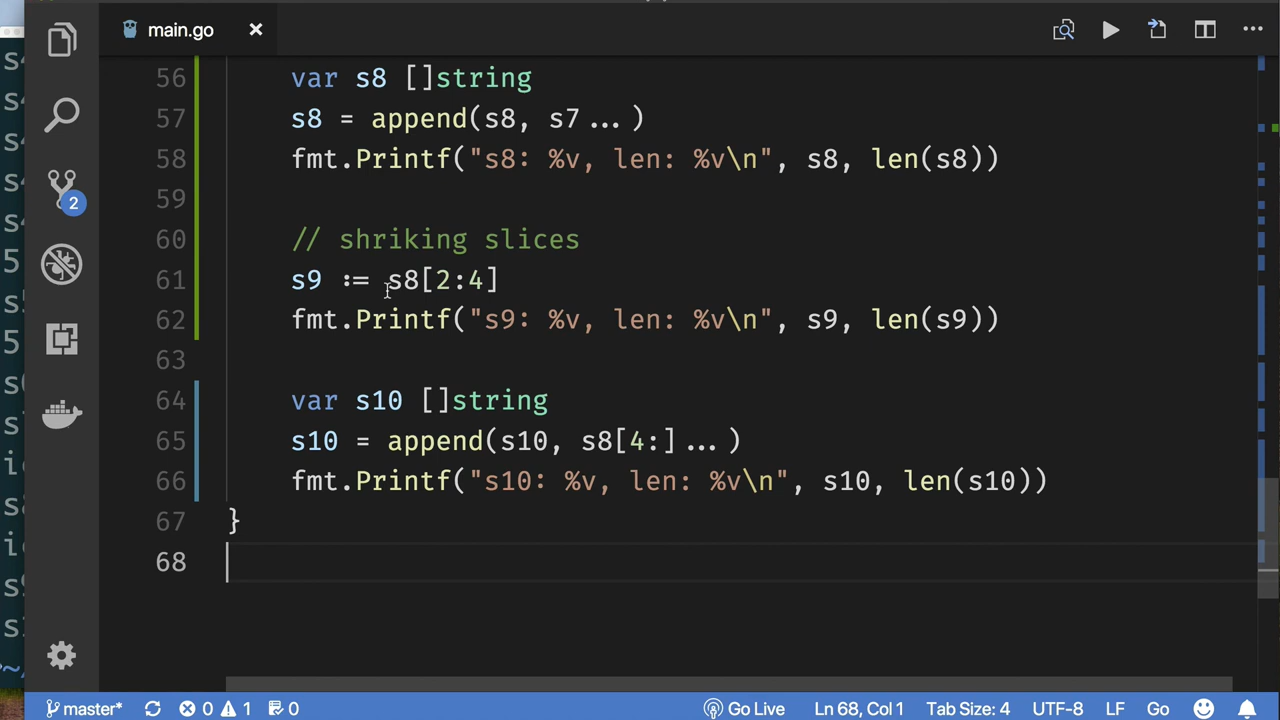 main.go
56 var s8 []string
57 s8 = append(s8, s7...)
58 fmt.Printf("s8: %v, len: %v\n", s8, len(s8))
59
60 // shriking slices
61 s9 := s8[2:4]
62 fmt.Printf("s9: %v, len: %v\n", s9, len(s9))
63
64 var s10 []string
65 s10 = append(s10, s8[4:]...)
66 fmt.Printf("s10: %v, len: %v\n", s10, len(s10))
67 }
68
2
master* 0 1 0 Go Live Ln 68, Col 1 Tab Size: 4 UTF-8 LF Go